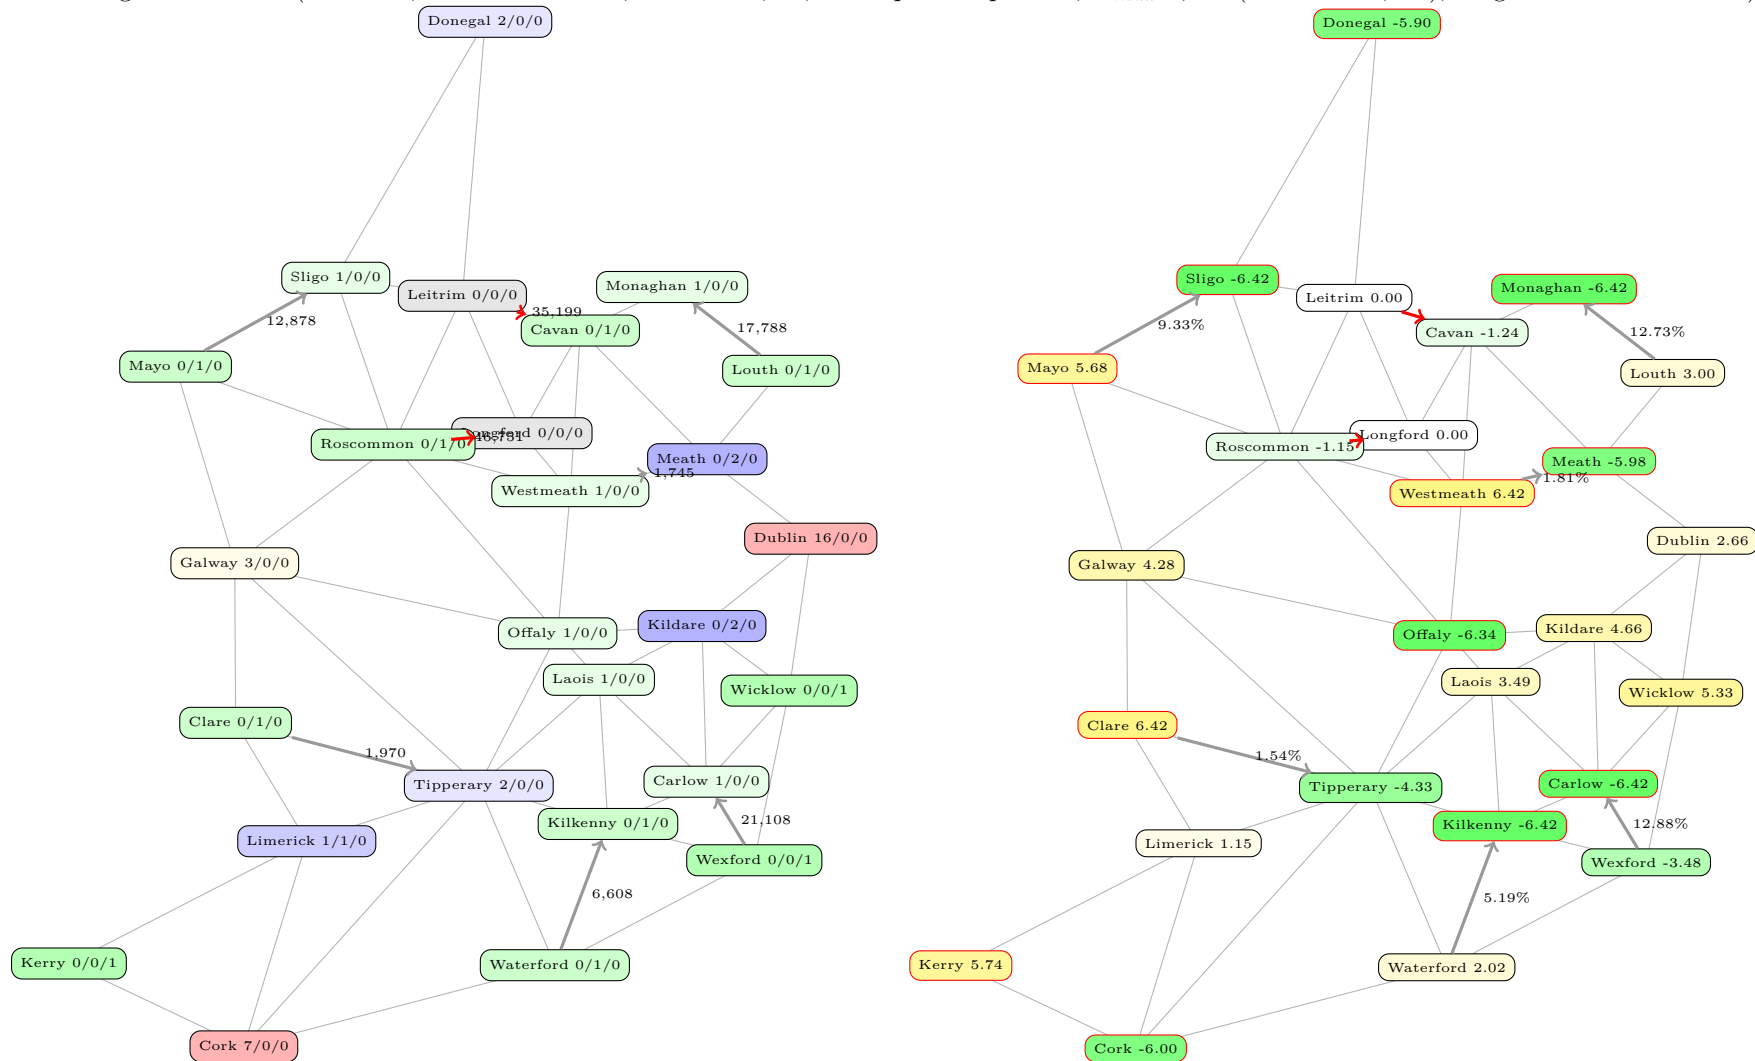 Donegal 2/0/0
Sligo 1/0/0
Leitrim 0/0/0
Monaghan 1/0/0
35,199
12,878
Cavan 0/1/0
17,788
Mayo 0/1/0
Louth 0/1/0
Roscommon 0/1/0
46,751
0/0/0
Meath 0/2/0
1,745
Westmeath 1/0/0
Dublin 16/0/0
Galway 3/0/0
Offaly 1/0/0
Kildare 0/2/0
Laois 1/0/0
Wicklow 0/0/1
Clare 0/1/0
1,970
Tipperary 2/0/0
Carlow 1/0/0
Kilkenny 0/1/0
21,108
Limerick 1/1/0
Wexford 0/0/1
6,608
Kerry 0/0/1
Waterford 0/1/0
Cork 7/0/0
Donegal -5.90
Sligo -6.42
Leitrim 0.00
Monaghan -6.42
9.33%
Cavan -1.24
12.73%
Mayo 5.68
Louth 3.00
Longford 0.00
Roscommon -1.15
Meath -5.98
1.81%
Westmeath 6.42
Dublin 2.66
Galway 4.28
Offaly -6.34
Kildare 4.66
Laois 3.49
Wicklow 5.33
Clare 6.42
1.54%
Tipperary -4.33
Carlow -6.42
Kilkenny -6.42
12.88%
Limerick 1.15
Wexford -3.48
5.19%
Kerry 5.74
Waterford 2.02
Cork -6.00